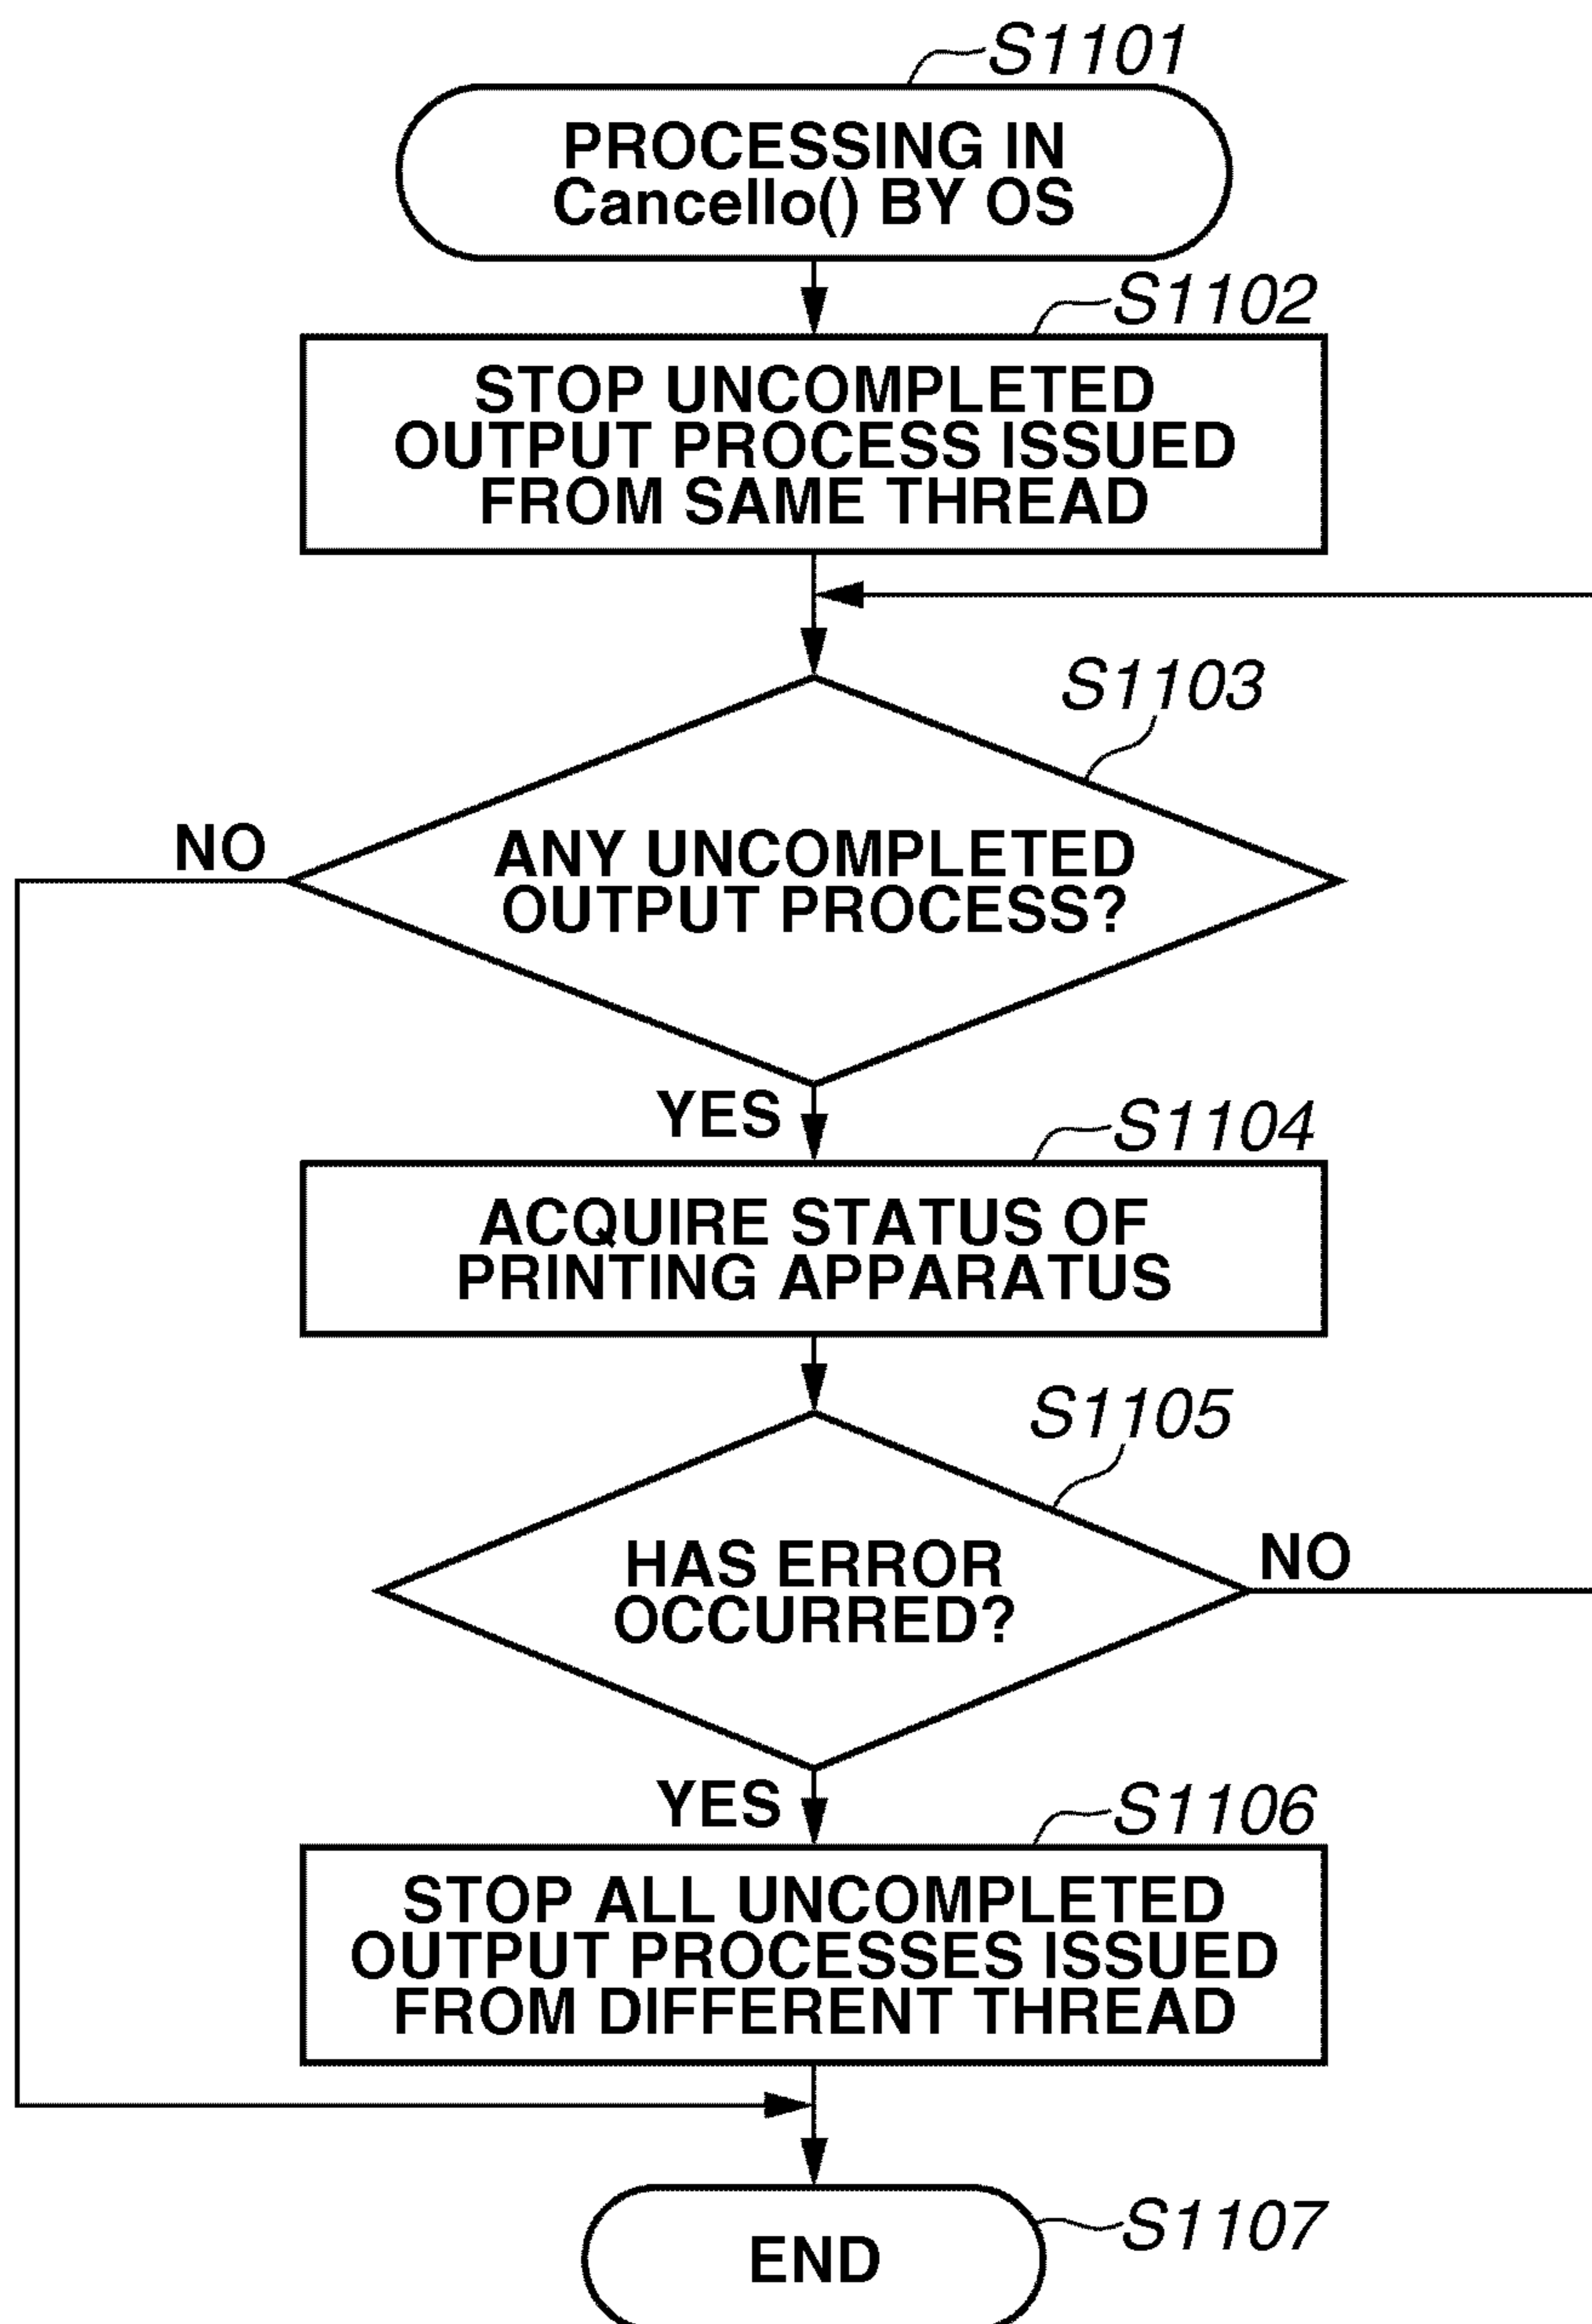 S1101
PROCESSING IN
Cancello() BY OS
S1102
STOP UNCOMPLETED
OUTPUT PROCESS ISSUED
FROM SAME THREAD
S1103
NO
ANY UNCOMPLETED
OUTPUT PROCESS?
YES
S1104
ACQUIRE STATUS OF
PRINTING APPARATUS
S1105
HAS ERROR
OCCURRED?
NO
YES
S1106
STOP ALL UNCOMPLETED
OUTPUT PROCESSES ISSUED
FROM DIFFERENT THREAD
S1107
END